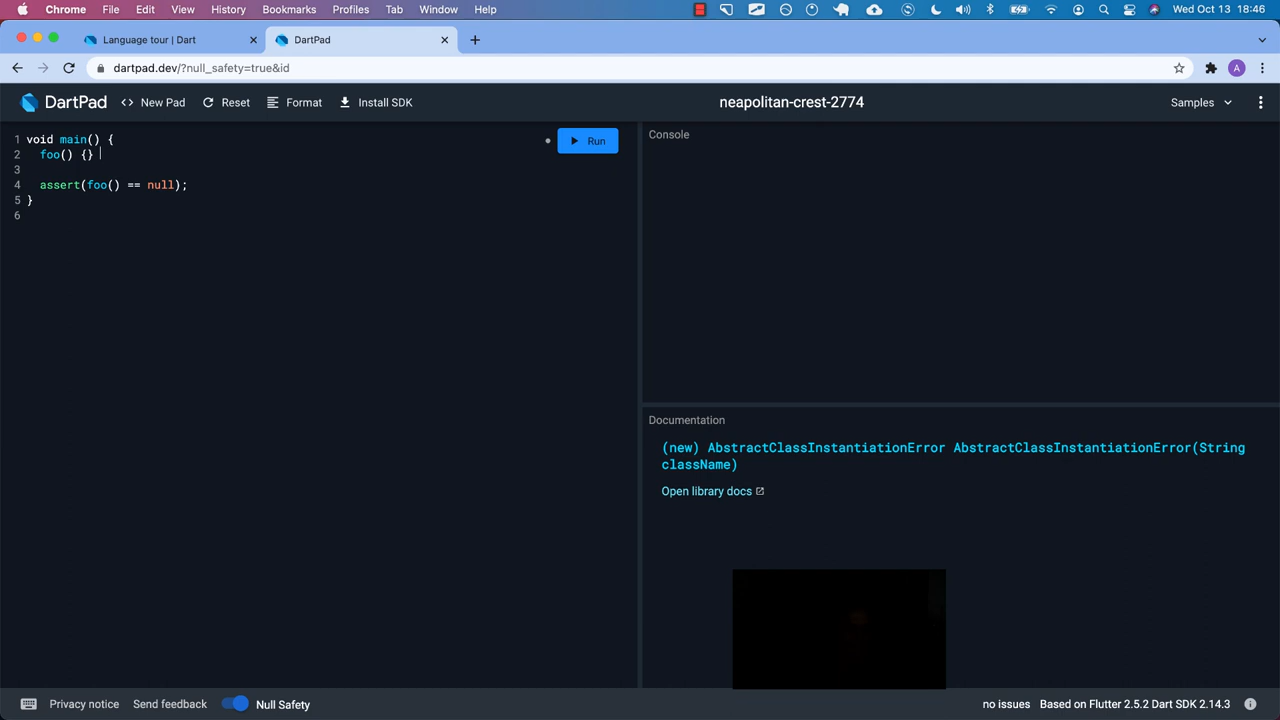 Chrome File Edit View History Bookmarks Profiles Tab Window Help Wed Oct 13 18:46
Language tour | Dart DartPad
dartpad.dev/?null_safety=true&id A
DartPad <> New Pad Reset Format Install SDK neapolitan-crest-2774 Samples
1 void main() {
2 foo() {}
3
4 assert(foo() == null);
5 }
6
Run
Console
Documentation
(new) AbstractClassInstantiationError AbstractClassInstantiationError(String
className)
Open library docs
Privacy notice Send feedback Null Safety no issues Based on Flutter 2.5.2 Dart SDK 2.14.3